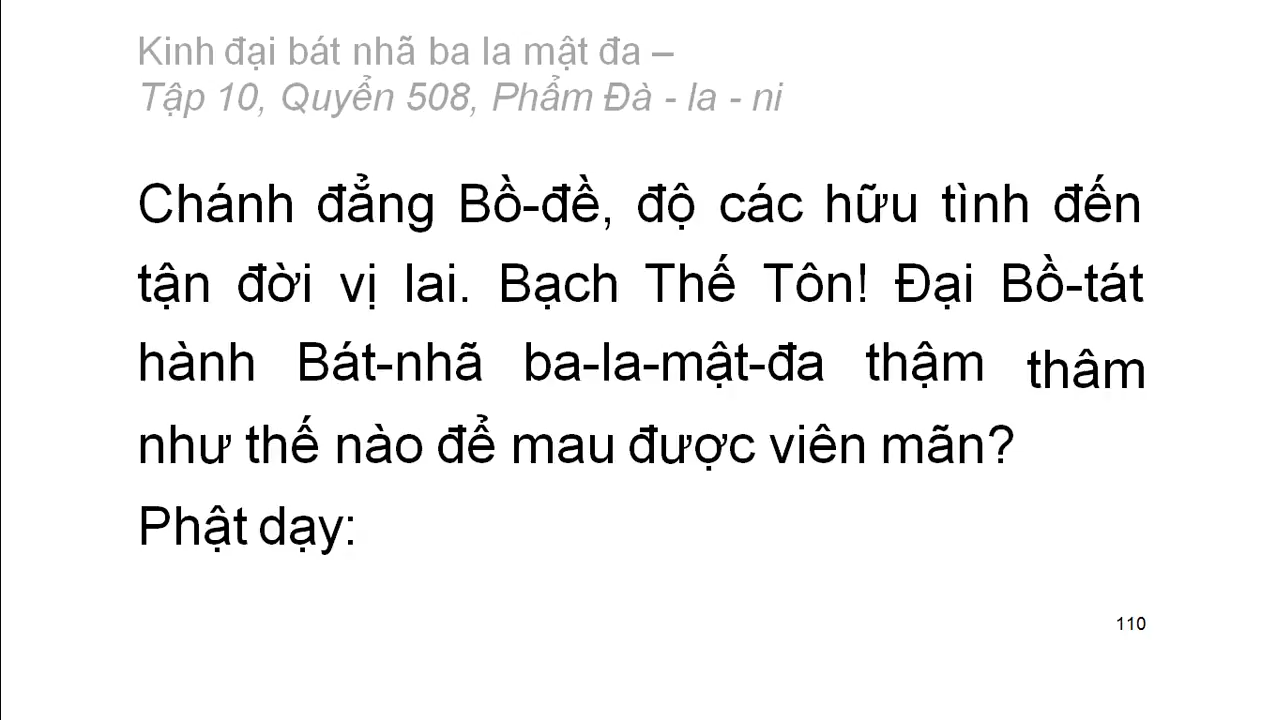 Kinh đại bát nhã ba la mật đa –
Tập 10, Quyển 508, Phẩm Đà - la - ni
Chánh đẳng Bồ-đề, độ các hữu tình đến
tận đời vị lai. Bạch Thế Tôn! Đại Bồ-tát
hành Bát-nhã ba-la-mật-đa thậm thâm
như thế nào để mau được viên mãn?
Phật dạy:
110